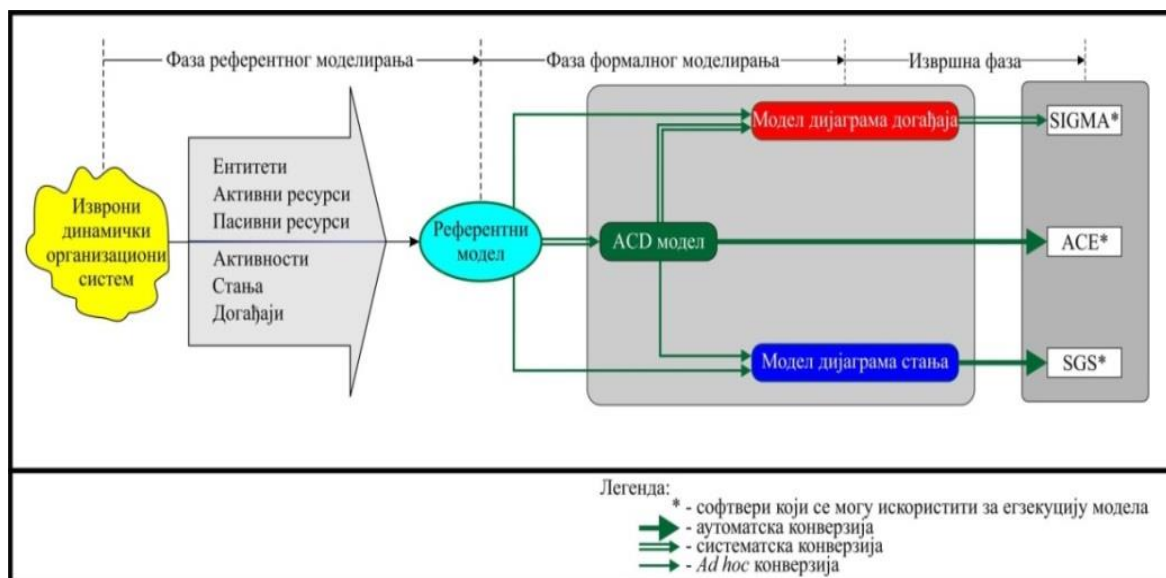 Фаза референтног моделирања
Фаза формалног моделирања
Извршна фаза
Изврони
динамички
организациони
систем
Ентитети
Активни ресурси
Пасивни ресурси
Активности
Стања
Догађаји
Референтни
модел
ACD модел
Модел дијаграма догађаја
Модел дијаграма стања
SIGMA*
ACE*
SGS*
Легенда:
* - софтвери који се могу искористити за егзекуцију модела
- аутоматска конверзија
- систематска конверзија
- Ad hoc конверзија